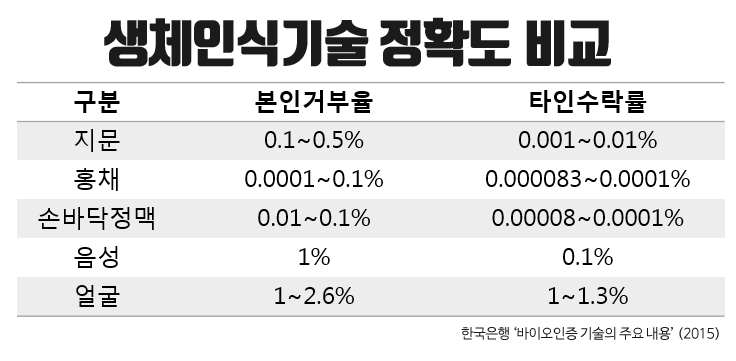 생체인식기술 정확도 비교
구분 본인거부율 타인수락률
지문 0.1~0.5% 0.001~0.01%
홍채 0.0001~0.1% 0.000083~0.0001%
손바닥정맥 0.01~0.1% 0.00008~0.0001%
음성 1% 0.1%
얼굴 1~2.6% 1~1.3%
한국은행 ‘바이오인증 기술의 주요 내용’ (2015)